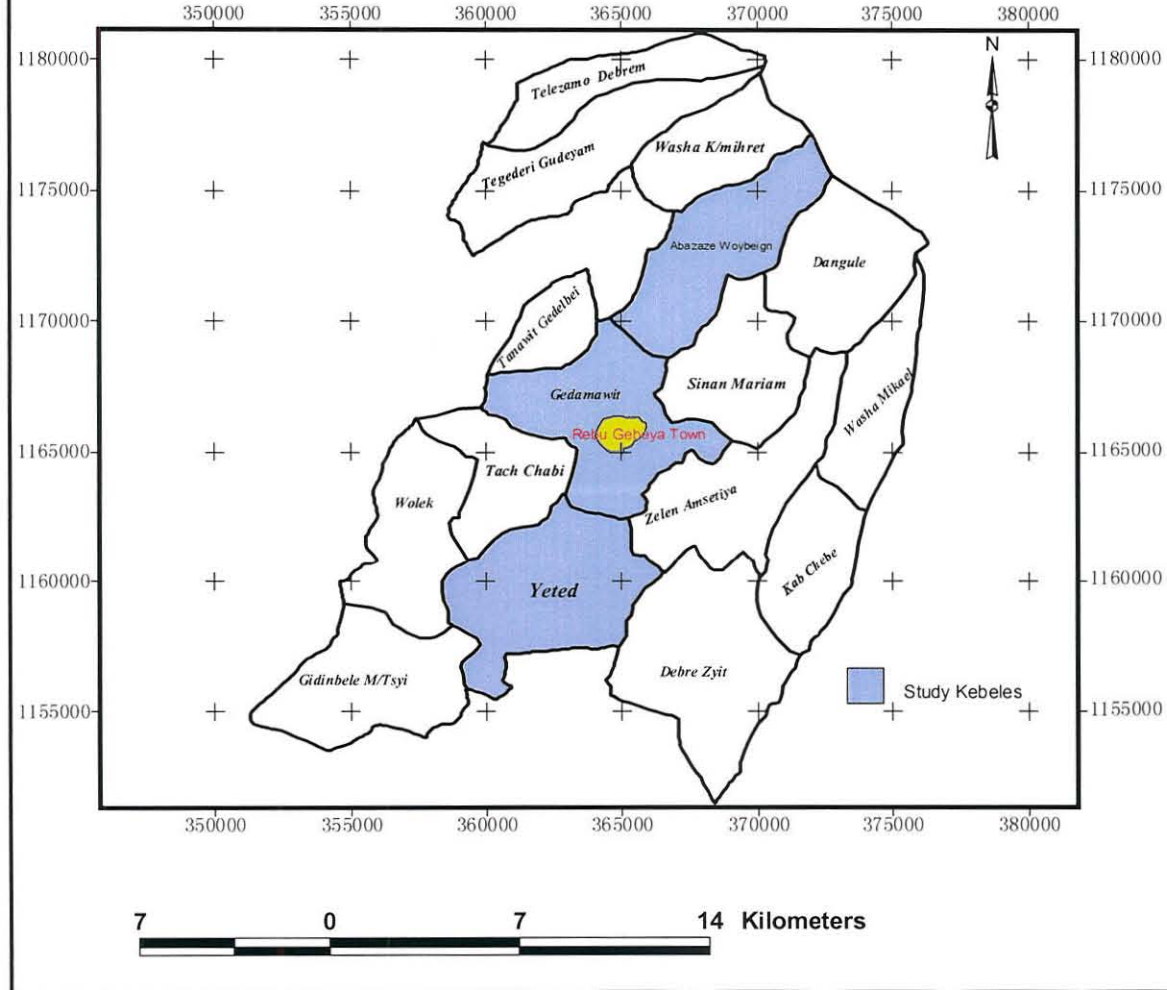 350000 355000 360000 365000 370000 375000 380000
N
1180000 1180000
Telezamo Debrem
Washa K/mihret
Tegederi Gudeyam
1175000 1175000
Abazaze Woybeign
Dangule
Tanawit Gedelbei
1170000 1170000
Sinan Mariam
Gedamawit
Washa Mikael
Rebu Gebeya Town
1165000 1165000
Tach Chabi
Wolek
Zelen Amsetiya
Kab Chebe
1160000 1160000
Yeted
Debre Zyit
Gidinbele M/Tsyi
Study Kebeles
1155000 1155000
350000 355000 360000 365000 370000 375000 380000
7 0 7 14 Kilometers